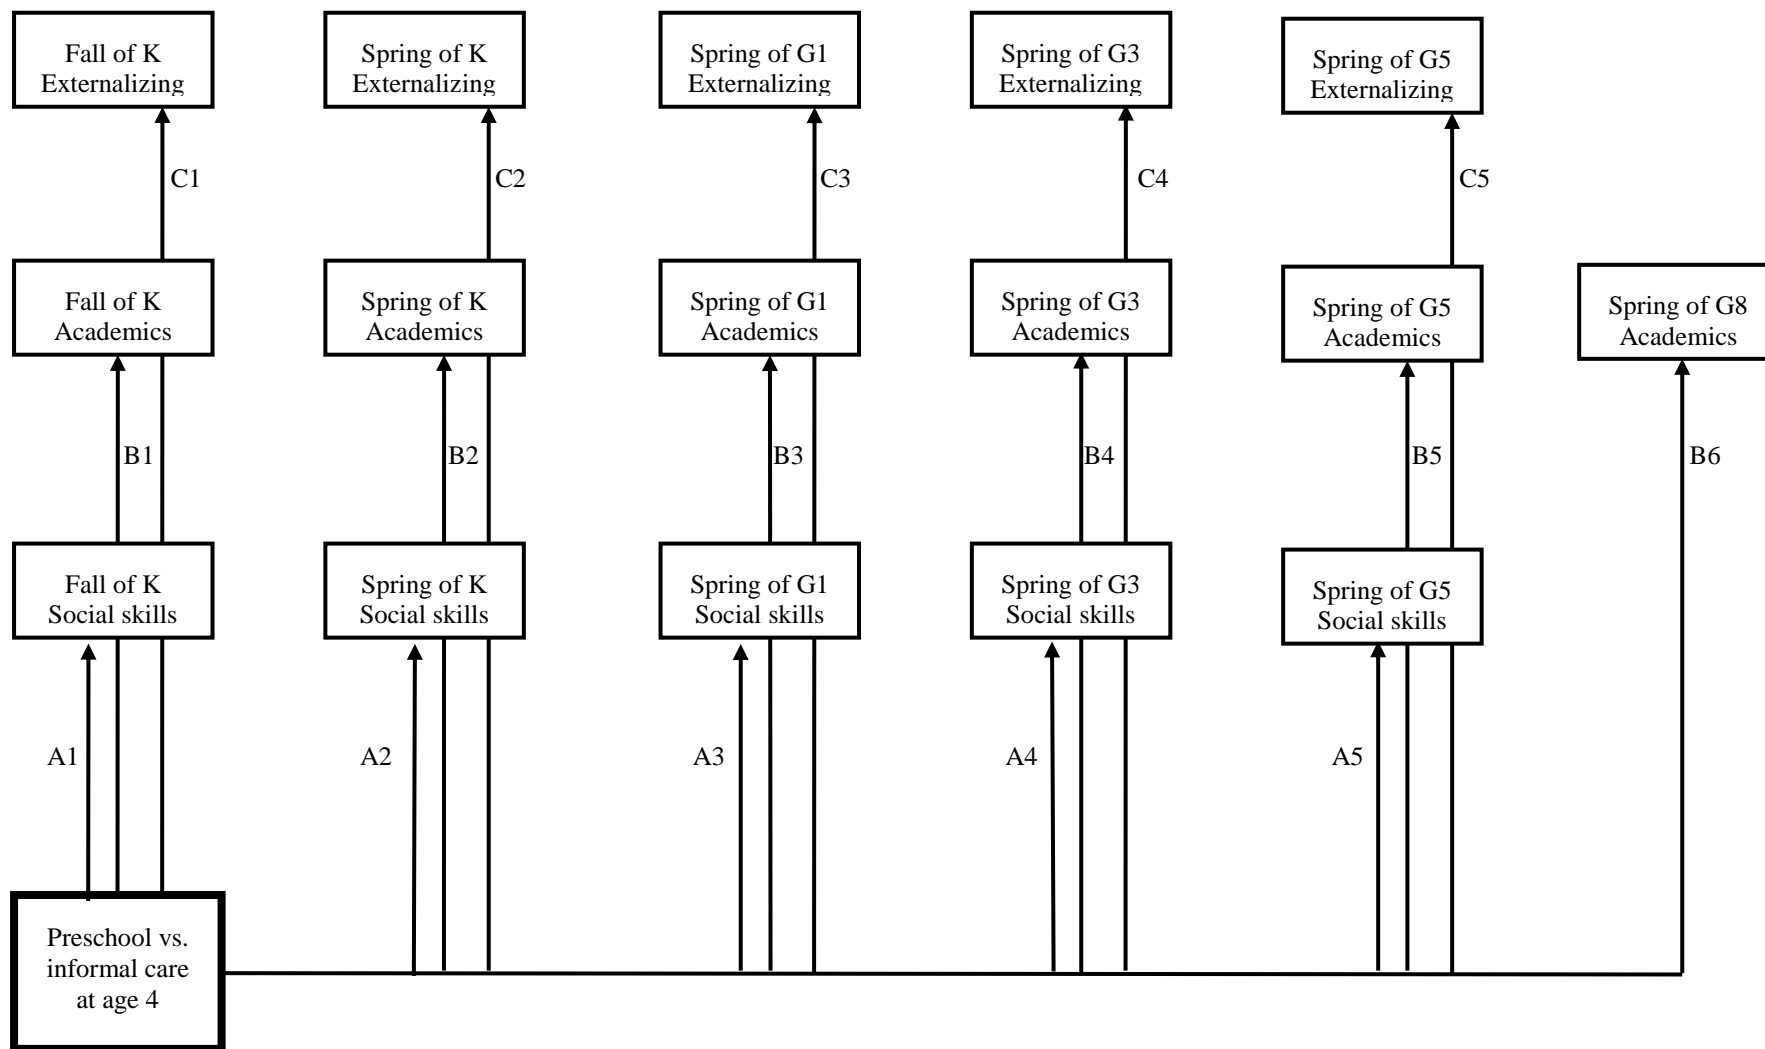 Fall of K
Externalizing
Spring of K
Externalizing
Spring of G1
Externalizing
Spring of G3
Externalizing
Spring of G5
Externalizing
C1
C2
C3
C4
C5
Fall of K
Academics
Spring of K
Academics
Spring of G1
Academics
Spring of G3
Academics
Spring of G5
Academics
Spring of G8
Academics
B1
B2
B3
B4
B5
B6
Fall of K
Social skills
Spring of K
Social skills
Spring of G1
Social skills
Spring of G3
Social skills
Spring of G5
Social skills
A1
A2
A3
A4
A5
Preschool vs.
informal care
at age 4